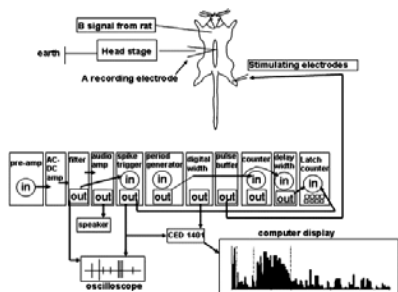 B signal from rat
earth
Head stage
Stimulating electrodes
A recording electrode
pre-amp
in
AC-
DC
amp
filter
out
audio
amp
out
spike
trigger
in
out
period
generator
in
out
digital
width
out
pulse
buffer
out
counter
in
out
delay
width
in
out
Latch
counter
in
speaker
CED 1401
oscilloscope
computer display